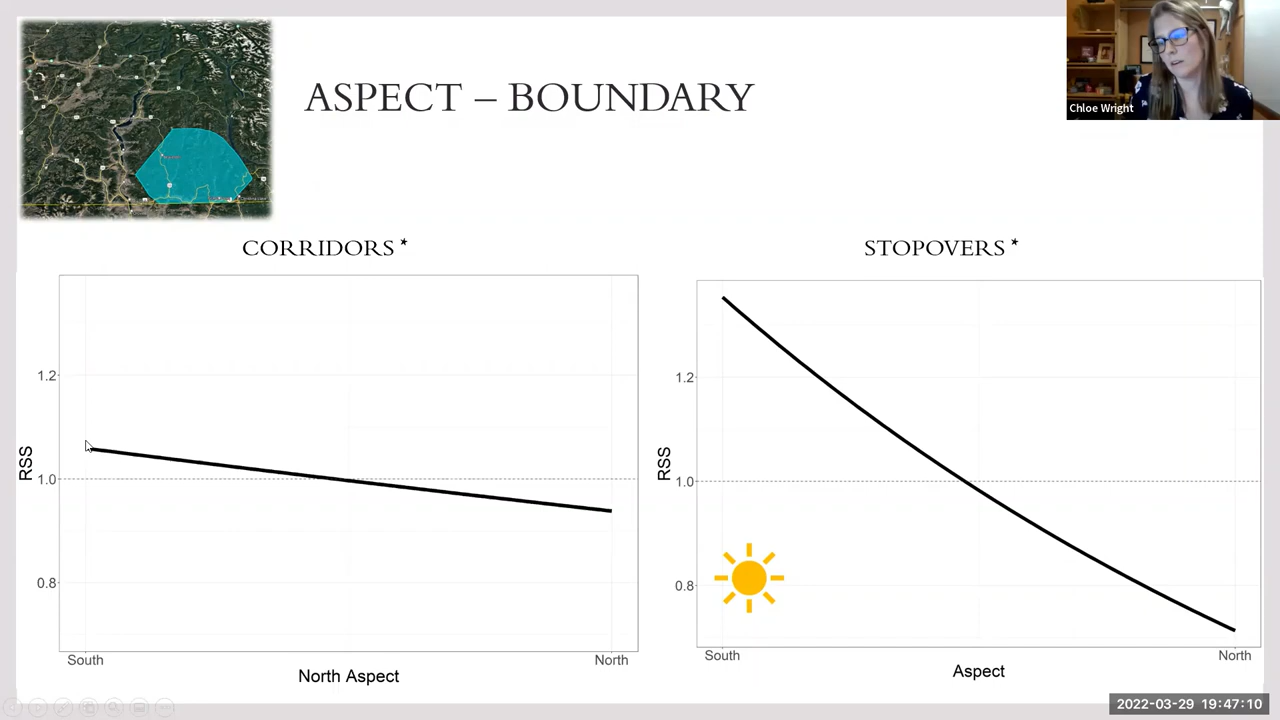 ASPECT – BOUNDARY
Chloe Wright
CORRIDORS *
STOPOVERS *
1.2
1.0
0.8
RSS
South
North
North Aspect
1.2
1.0
0.8
RSS
South
North
Aspect
2022-03-29 19:47:10